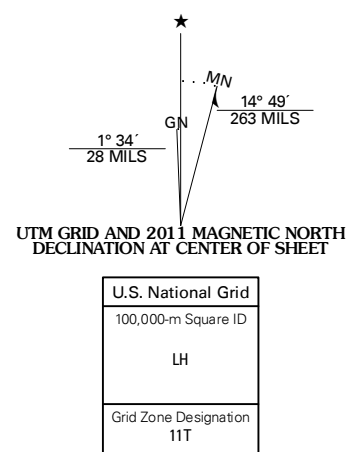 ★
MN
14° 49´
263 MILS
GN
1° 34´
28 MILS
UTM GRID AND 2011 MAGNETIC NORTH
DECLINATION AT CENTER OF SHEET
U.S. National Grid
100,000-m Square ID
LH
Grid Zone Designation
11T